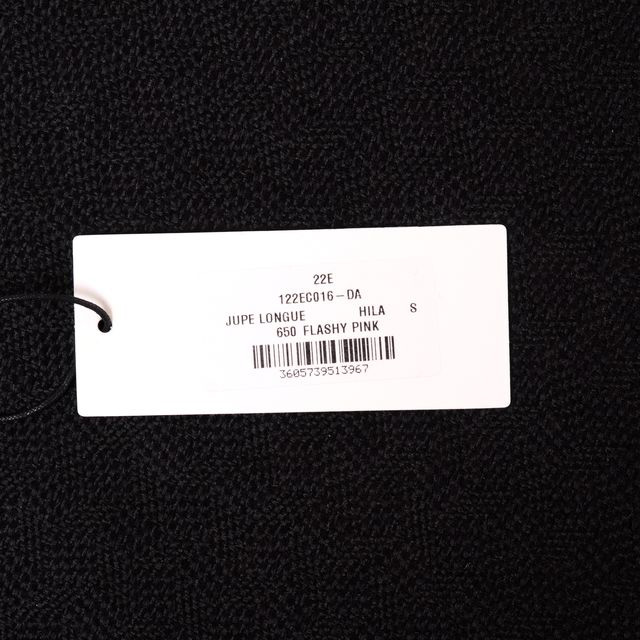 22E
122EC016-DA
JUPE LONGUE HILA S
650 FLASHY PINK
3605739513967